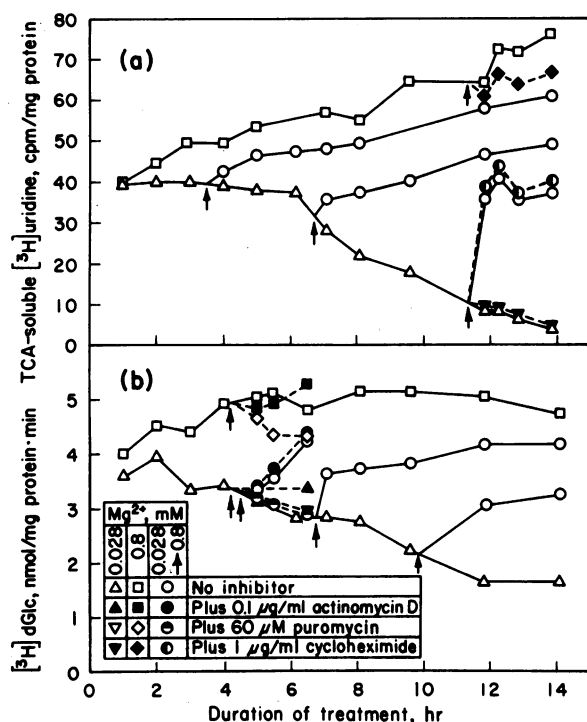 80
70
60
50
40
30
20
10
0
TCA-soluble [³H]uridine, cpm/mg protein
(a)
(b)
5
4
3
2
1
0
[³H]dGlc, nmol/mg protein·min
Mg²⁺, mM
0.028
0.8
0.028
0.8
No inhibitor
Plus 0.1 μg/ml actinomycin D
Plus 60 μM puromycin
Plus 1 μg/ml cycloheximide
0 2 4 6 8 10 12 14
Duration of treatment, hr